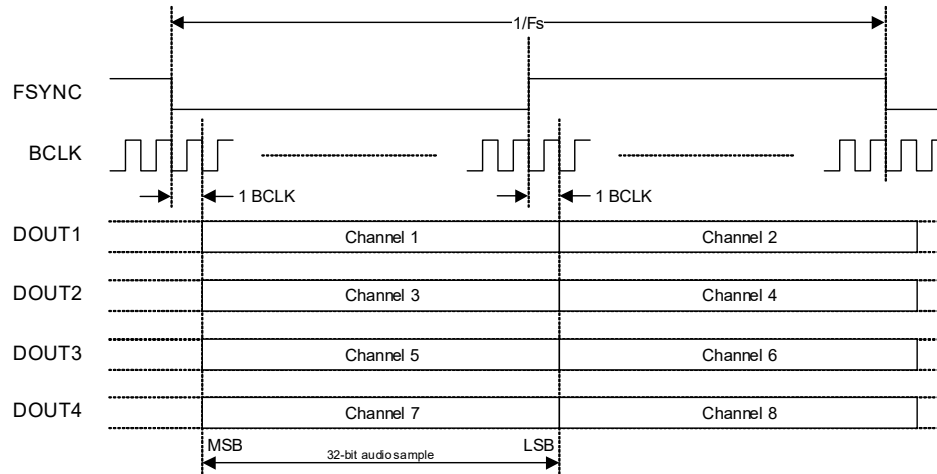 1/Fs
FSYNC
BCLK
1 BCLK
1 BCLK
DOUT1
Channel 1
Channel 2
DOUT2
Channel 3
Channel 4
DOUT3
Channel 5
Channel 6
DOUT4
Channel 7
Channel 8
MSB
LSB
32-bit audio sample